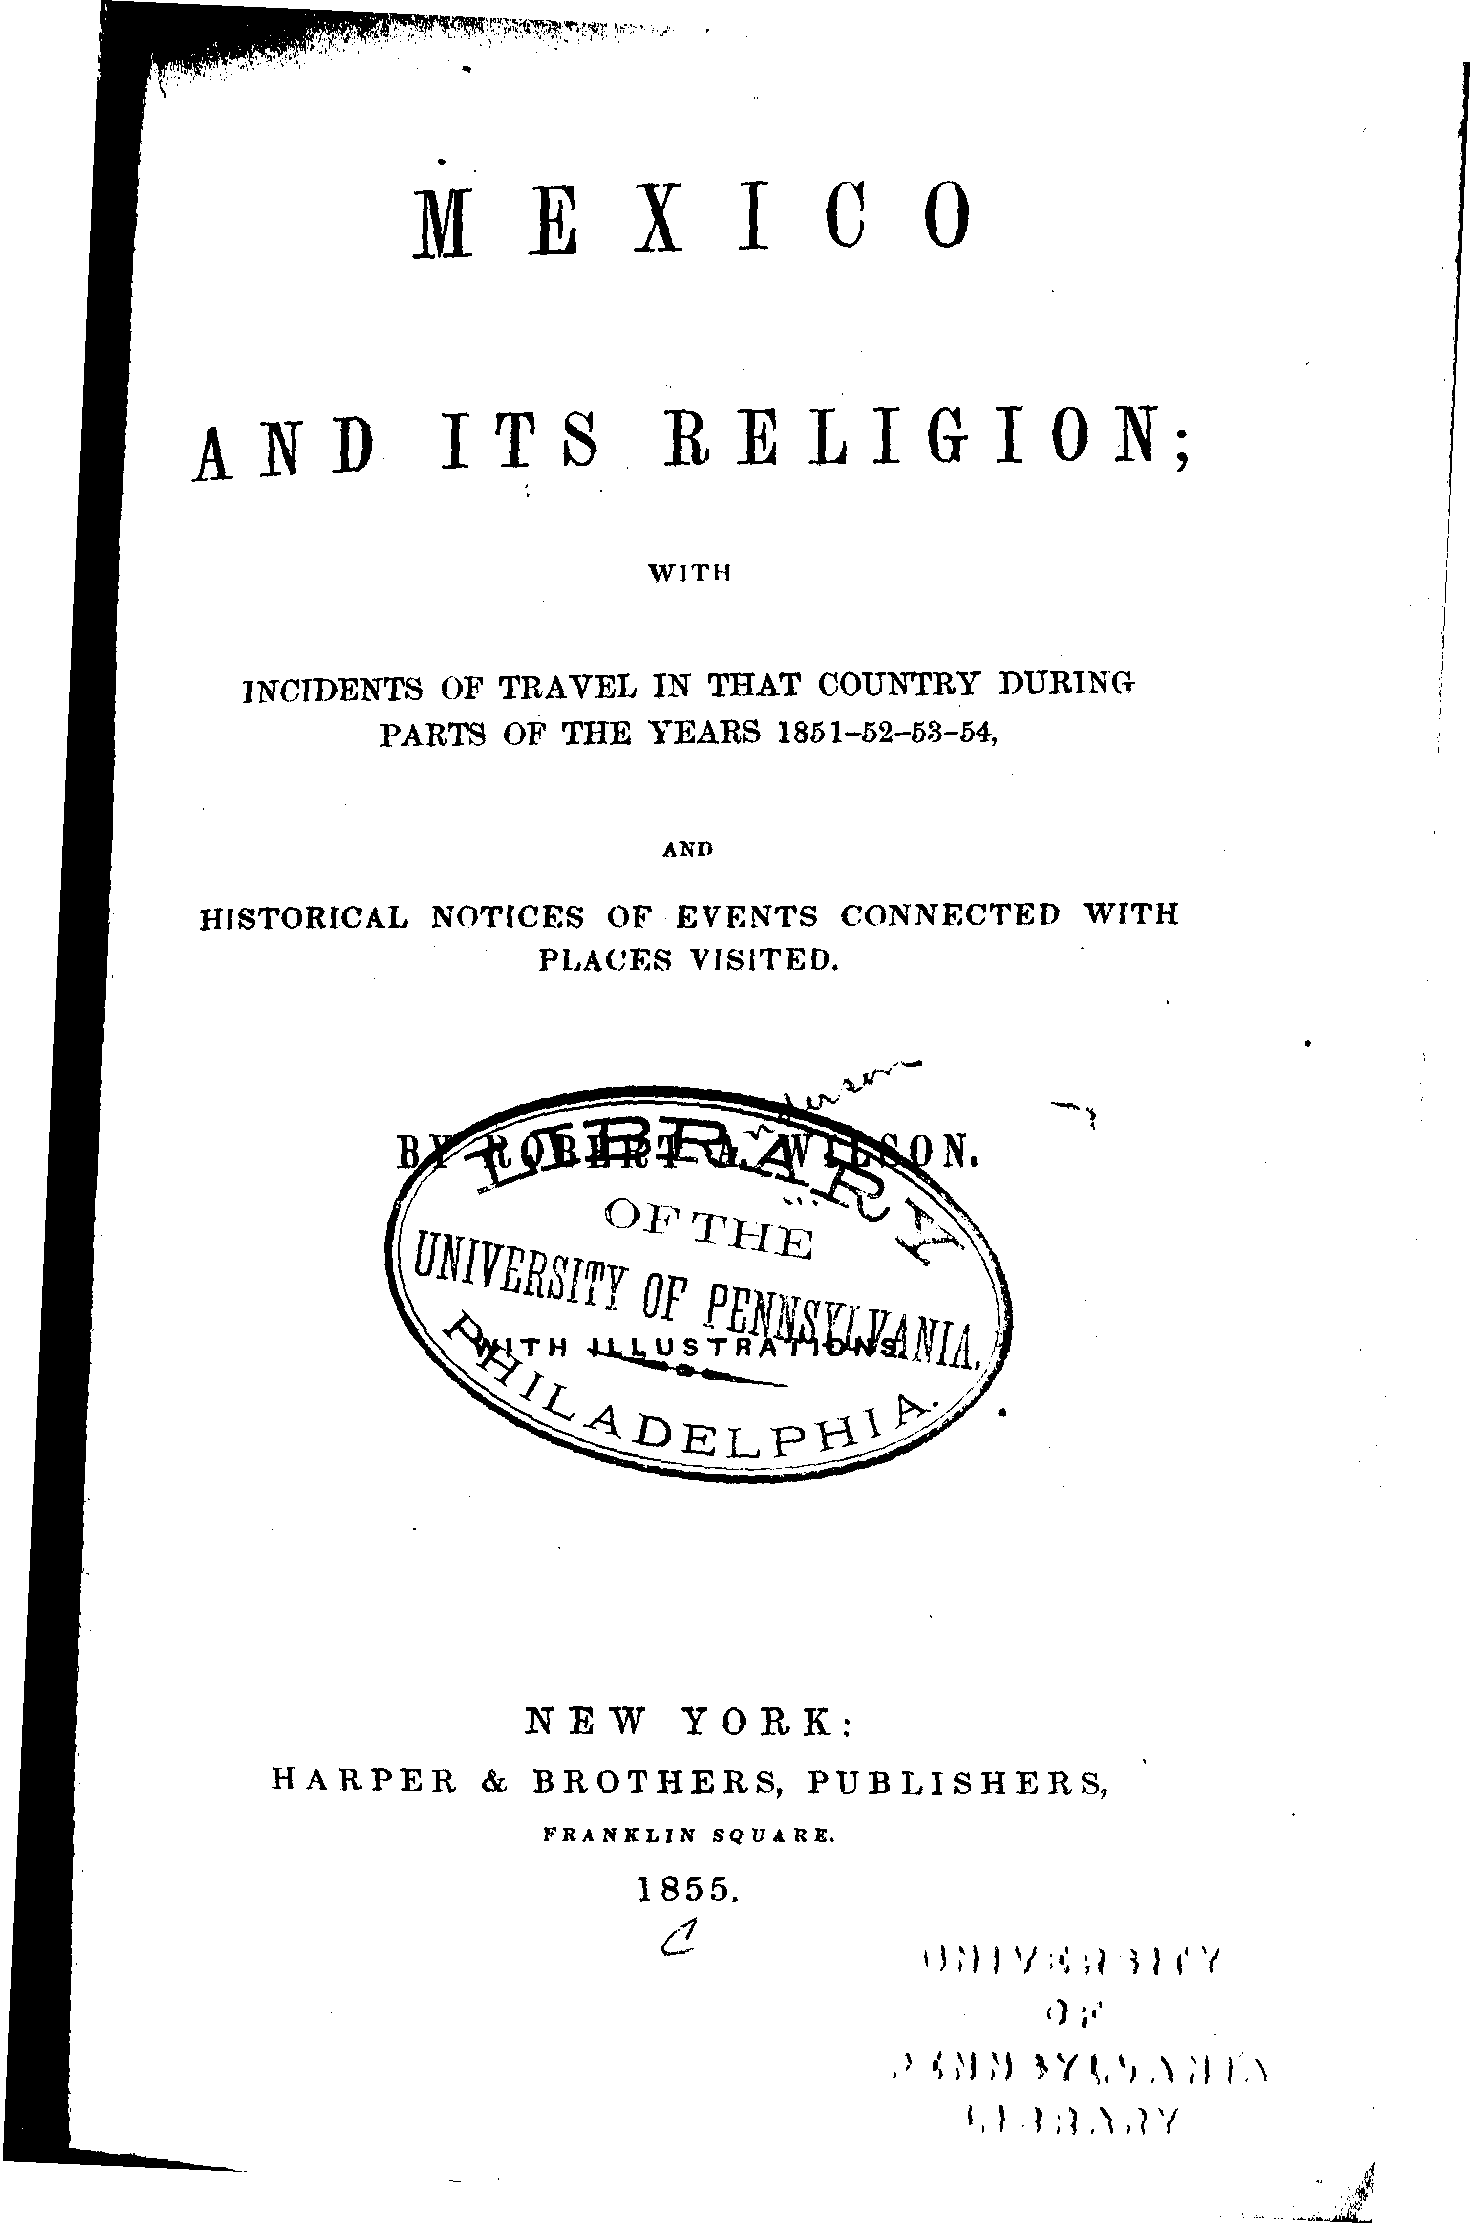 MEXICO
AND ITS RELIGION;
WITH
INCIDENTS OF TRAVEL IN THAT COUNTRY DURING
PARTS OF THE YEARS 1851–52–53–54,
AND
HISTORICAL NOTICES OF EVENTS CONNECTED WITH
PLACES VISITED.
BY ROBERT A. WILSON.
LIBRARY
OF THE
UNIVERSITY OF PENNSYLVANIA.
WITH ILLUSTRATIONS
PHILADELPHIA.
NEW YORK:
HARPER & BROTHERS, PUBLISHERS,
FRANKLIN SQUARE.
1855.
C
UNIVERSITY
OF
PENNSYLVANIA
LIBRARY